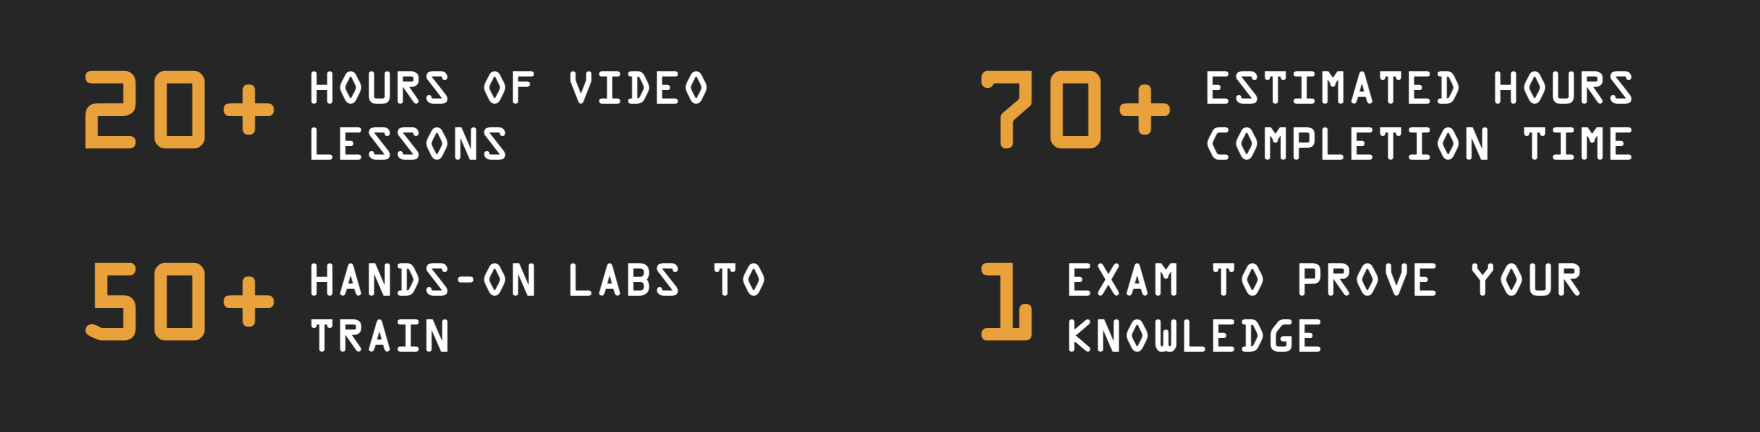 20+ HOURS OF VIDEO
LESSONS
70+ ESTIMATED HOURS
COMPLETION TIME
50+ HANDS-ON LABS TO
TRAIN
1 EXAM TO PROVE YOUR
KNOWLEDGE